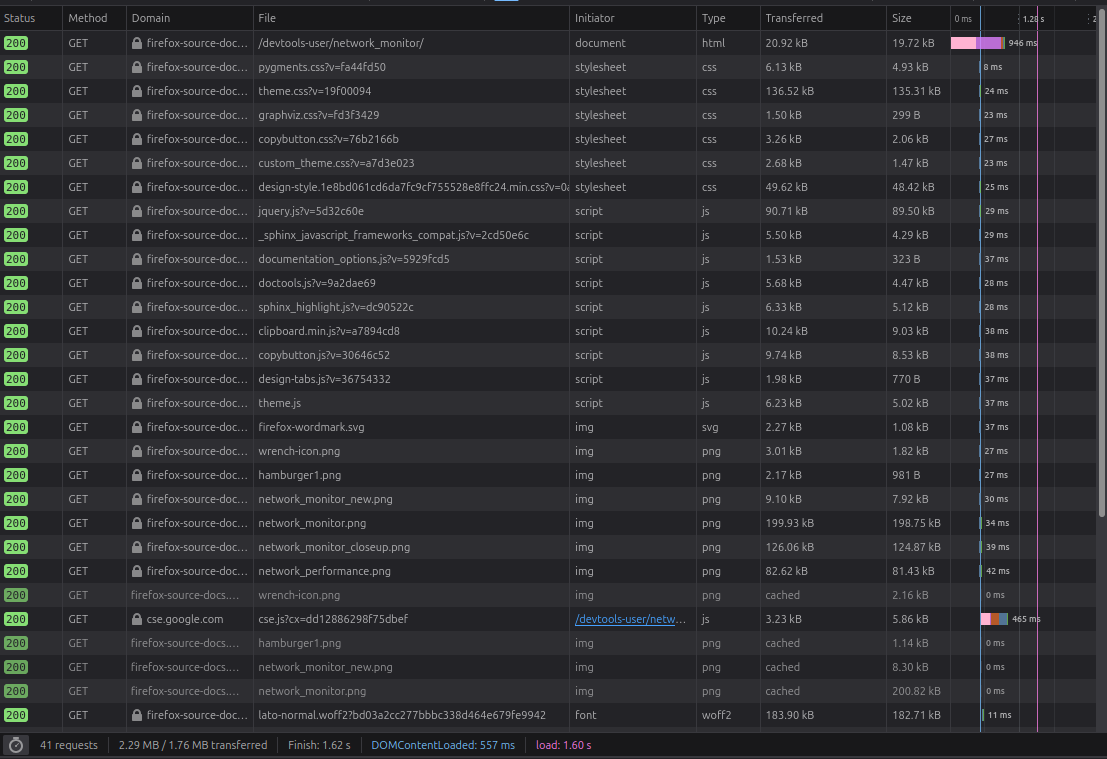 Status Method Domain File Initiator Type Transferred Size 0 ms 1.28 s
200 GET firefox-source-doc… /devtools-user/network_monitor/ document html 20.92 kB 19.72 kB 946 ms
200 GET firefox-source-doc… pygments.css?v=fa44fd50 stylesheet css 6.13 kB 4.93 kB 8 ms
200 GET firefox-source-doc… theme.css?v=19f00094 stylesheet css 136.52 kB 135.31 kB 24 ms
200 GET firefox-source-doc… graphviz.css?v=fd3f3429 stylesheet css 1.50 kB 299 B 23 ms
200 GET firefox-source-doc… copybutton.css?v=76b2166b stylesheet css 3.26 kB 2.06 kB 27 ms
200 GET firefox-source-doc… custom_theme.css?v=a7d3e023 stylesheet css 2.68 kB 1.47 kB 23 ms
200 GET firefox-source-doc… design-style.1e8bd061cd6da7fc9cf755528e8ffc24.min.css?v=0a stylesheet css 49.62 kB 48.42 kB 25 ms
200 GET firefox-source-doc… jquery.js?v=5d32c60e script js 90.71 kB 89.50 kB 29 ms
200 GET firefox-source-doc… _sphinx_javascript_frameworks_compat.js?v=2cd50e6c script js 5.50 kB 4.29 kB 29 ms
200 GET firefox-source-doc… documentation_options.js?v=5929fcd5 script js 1.53 kB 323 B 37 ms
200 GET firefox-source-doc… doctools.js?v=9a2dae69 script js 5.68 kB 4.47 kB 28 ms
200 GET firefox-source-doc… sphinx_highlight.js?v=dc90522c script js 6.33 kB 5.12 kB 28 ms
200 GET firefox-source-doc… clipboard.min.js?v=a7894cd8 script js 10.24 kB 9.03 kB 38 ms
200 GET firefox-source-doc… copybutton.js?v=30646c52 script js 9.74 kB 8.53 kB 38 ms
200 GET firefox-source-doc… design-tabs.js?v=36754332 script js 1.98 kB 770 B 37 ms
200 GET firefox-source-doc… theme.js script js 6.23 kB 5.02 kB 37 ms
200 GET firefox-source-doc… firefox-wordmark.svg img svg 2.27 kB 1.08 kB 37 ms
200 GET firefox-source-doc… wrench-icon.png img png 3.01 kB 1.82 kB 27 ms
200 GET firefox-source-doc… hamburger1.png img png 2.17 kB 981 B 27 ms
200 GET firefox-source-doc… network_monitor_new.png img png 9.10 kB 7.92 kB 30 ms
200 GET firefox-source-doc… network_monitor.png img png 199.93 kB 198.75 kB 34 ms
200 GET firefox-source-doc… network_monitor_closeup.png img png 126.06 kB 124.87 kB 39 ms
200 GET firefox-source-doc… network_performance.png img png 82.62 kB 81.43 kB 42 ms
200 GET firefox-source-docs.… wrench-icon.png img png cached 2.16 kB 0 ms
200 GET cse.google.com cse.js?cx=dd12886298f75dbef /devtools-user/netw… js 3.23 kB 5.86 kB 465 ms
200 GET firefox-source-docs.… hamburger1.png img png cached 1.14 kB 0 ms
200 GET firefox-source-docs.… network_monitor_new.png img png cached 8.30 kB 0 ms
200 GET firefox-source-docs.… network_monitor.png img png cached 200.82 kB 0 ms
200 GET firefox-source-doc… lato-normal.woff2?bd03a2cc277bbbc338d464e679fe9942 font woff2 183.90 kB 182.71 kB 11 ms
41 requests 2.29 MB / 1.76 MB transferred Finish: 1.62 s DOMContentLoaded: 557 ms load: 1.60 s